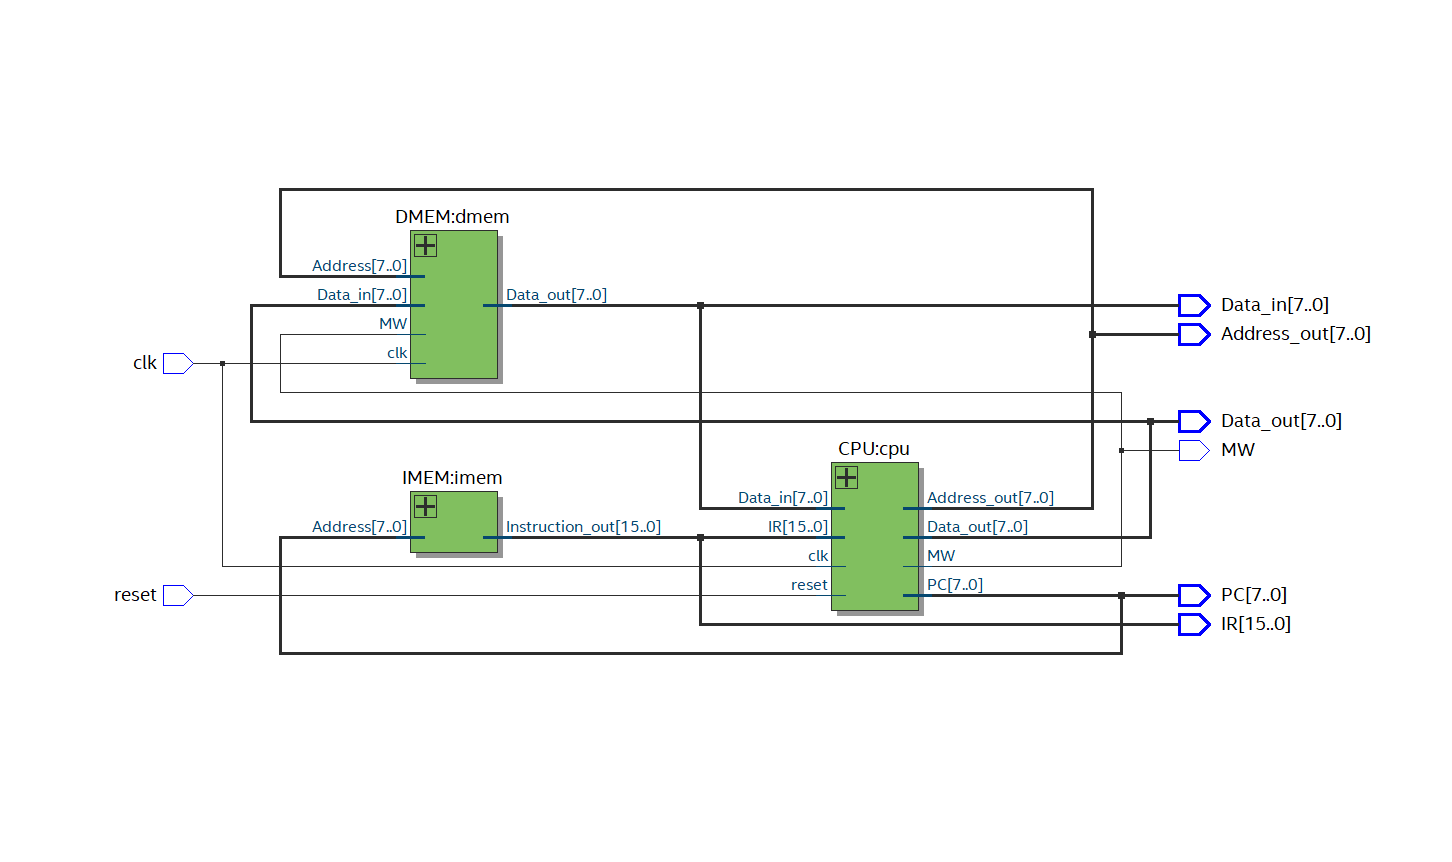 DMEM:dmem
Address[7..0]
Data_in[7..0]
Data_out[7..0]
Data_in[7..0]
MW
Address_out[7..0]
clk
clk
Data_out[7..0]
CPU:cpu
MW
IMEM:imem
Data_in[7..0]
Address_out[7..0]
Address[7..0]
Instruction_out[15..0]
IR[15..0]
Data_out[7..0]
clk
MW
reset
reset
PC[7..0]
PC[7..0]
IR[15..0]